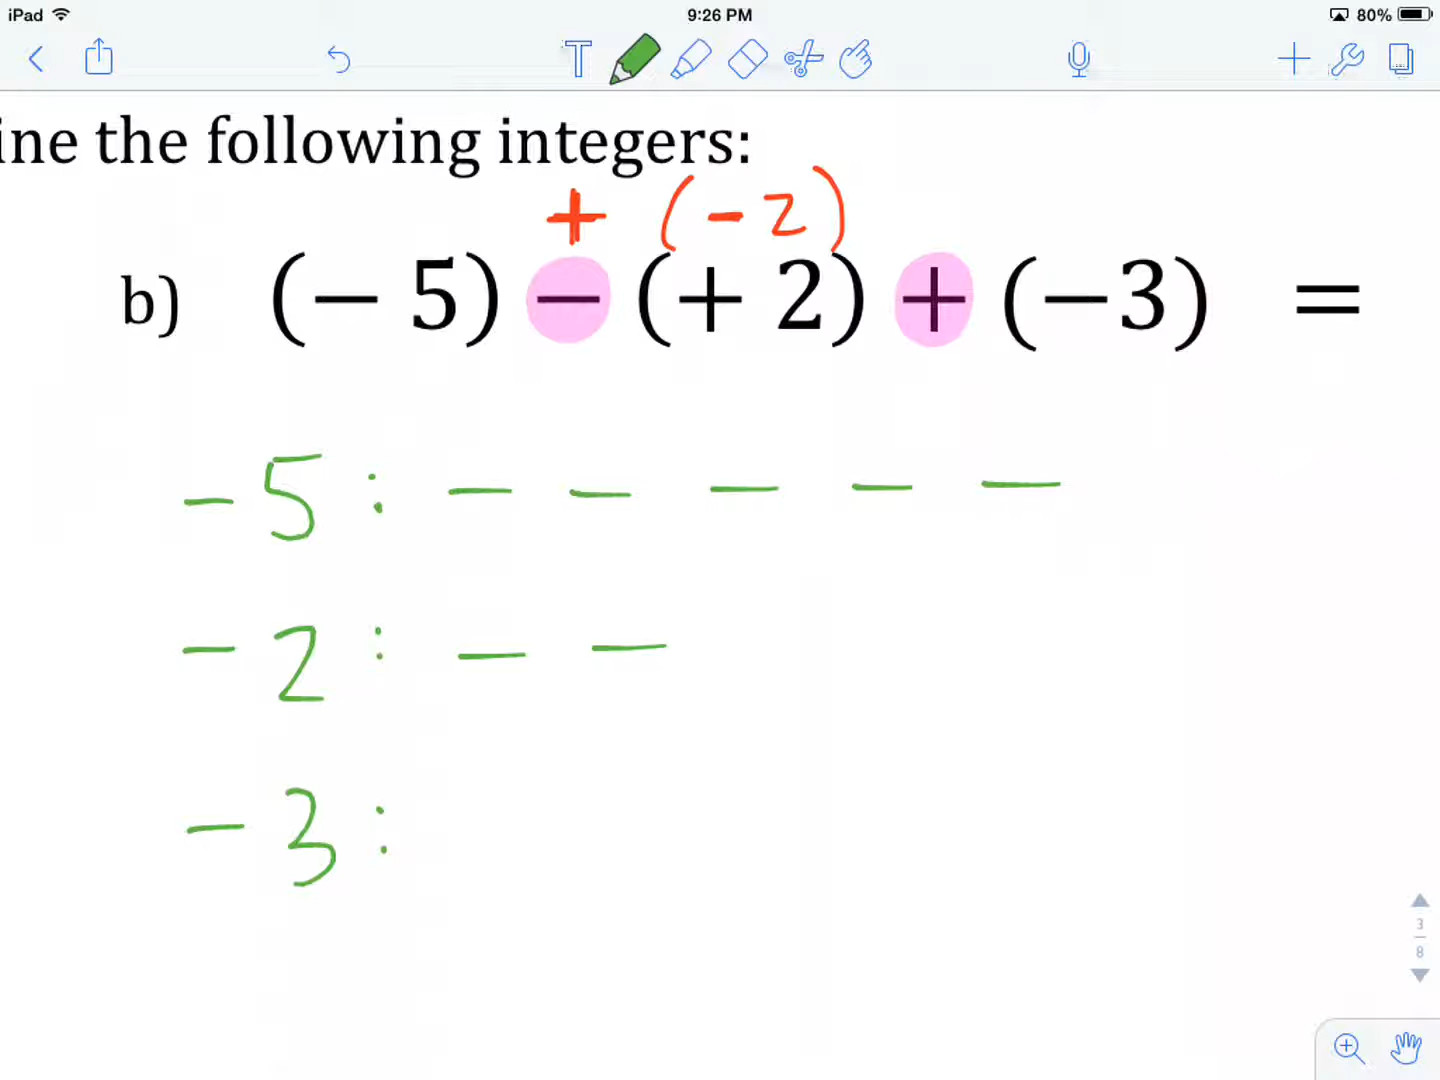 iPad 9:26 PM 80%
T
ine the following integers:
+ (-2)
b) (− 5) − (+ 2) + (−3) =
-5: - - - - -
-2: - -
-3:
3
8